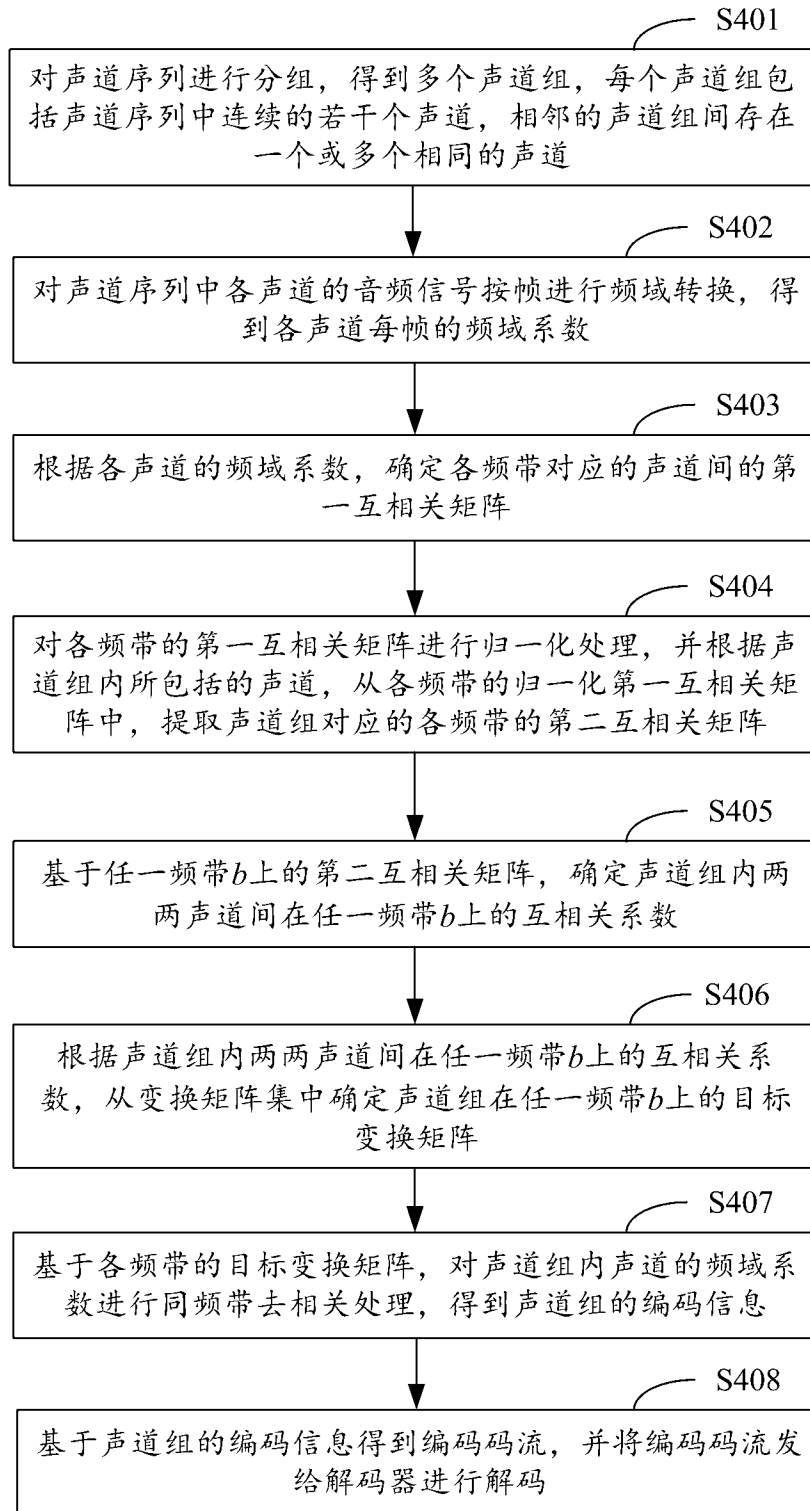 S401
对声道序列进行分组，得到多个声道组，每个声道组包
括声道序列中连续的若干个声道，相邻的声道组间存在
一个或多个相同的声道
S402
对声道序列中各声道的音频信号按帧进行频域转换，得
到各声道每帧的频域系数
S403
根据各声道的频域系数，确定各频带对应的声道间的第
一互相关矩阵
S404
对各频带的第一互相关矩阵进行归一化处理，并根据声
道组内所包括的声道，从各频带的归一化第一互相关矩
阵中，提取声道组对应的各频带的第二互相关矩阵
S405
基于任一频带b上的第二互相关矩阵，确定声道组内两
两声道间在任一频带b上的互相关系数
S406
根据声道组内两两声道间在任一频带b上的互相关系
数，从变换矩阵集中确定声道组在任一频带b上的目标
变换矩阵
S407
基于各频带的目标变换矩阵，对声道组内声道的频域系
数进行同频带去相关处理，得到声道组的编码信息
S408
基于声道组的编码信息得到编码码流，并将编码码流发
给解码器进行解码